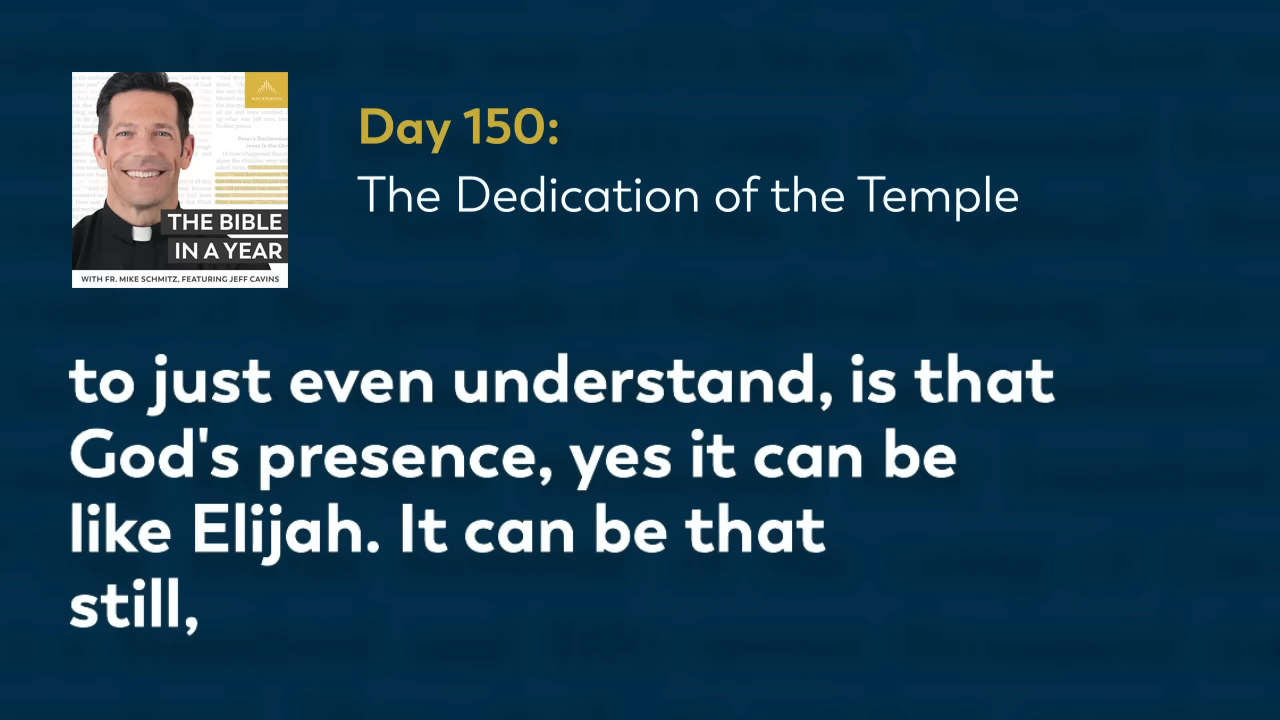 ASCENSION
THE BIBLE
IN A YEAR
WITH FR. MIKE SCHMITZ, FEATURING JEFF CAVINS
Day 150:
The Dedication of the Temple
to just even understand, is that
God's presence, yes it can be
like Elijah. It can be that
still,